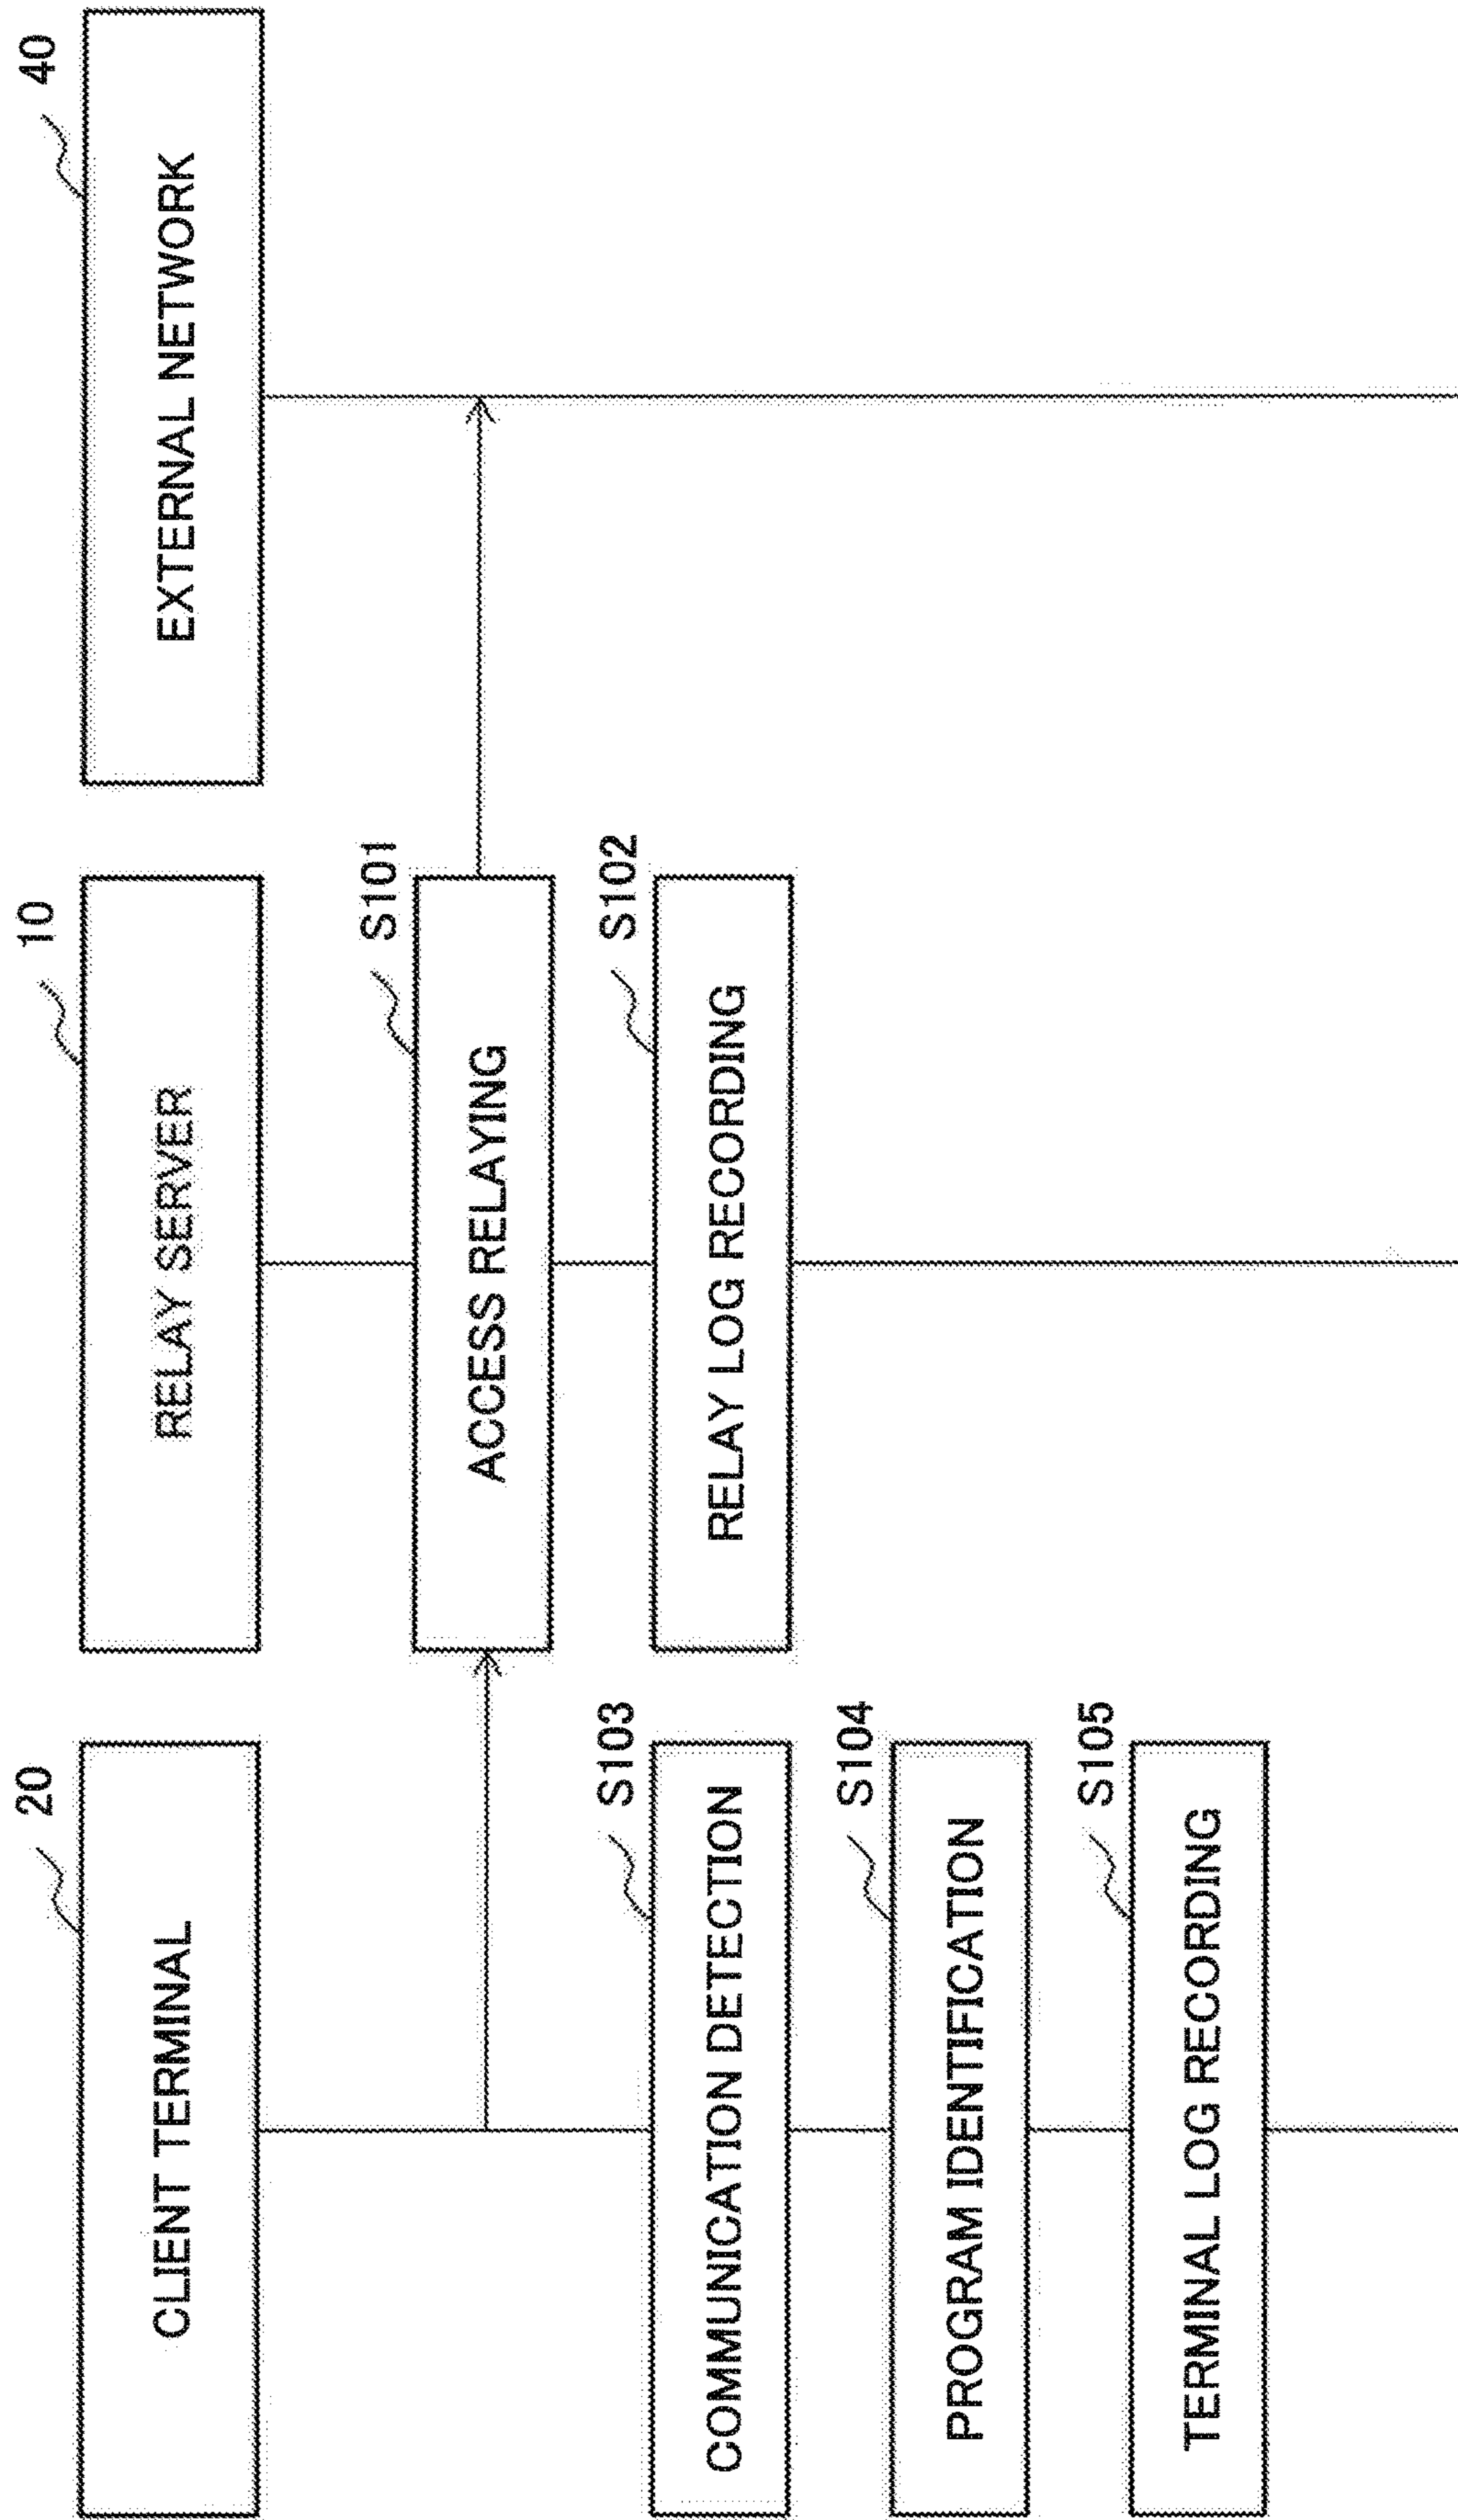 20
CLIENT TERMINAL
10
RELAY SERVER
40
EXTERNAL NETWORK
S101
ACCESS RELAYING
S103
COMMUNICATION DETECTION
S102
RELAY LOG RECORDING
S104
PROGRAM IDENTIFICATION
S105
TERMINAL LOG RECORDING